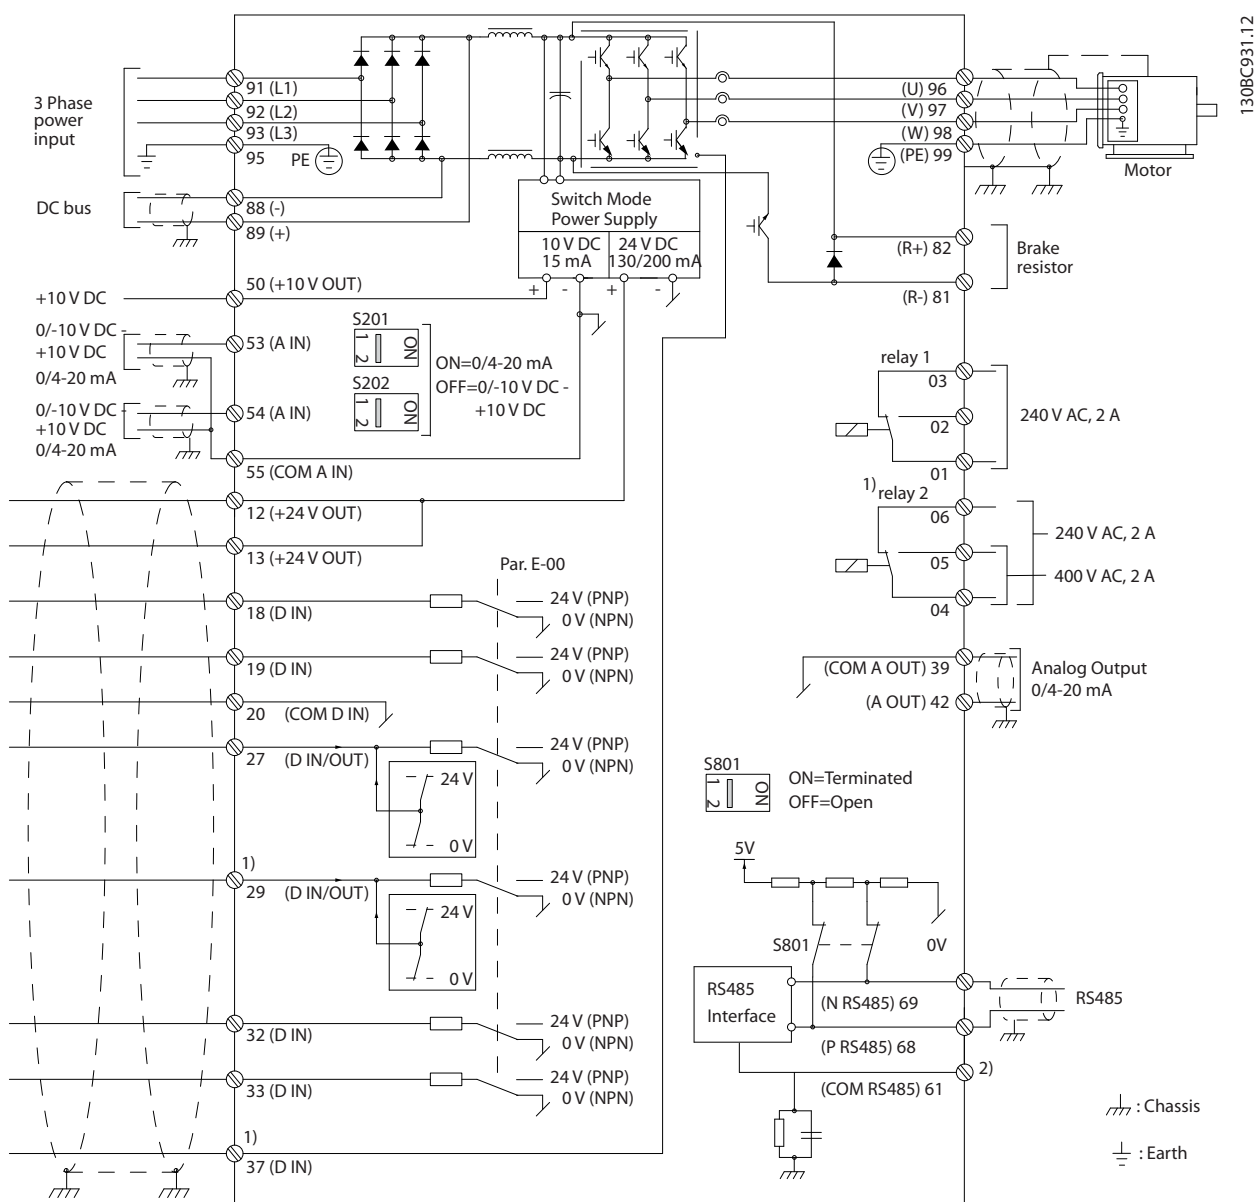 130BC931.12
3 Phase
power
input
91 (L1)
92 (L2)
93 (L3)
95
PE
DC bus
88 (-)
89 (+)
Switch Mode
Power Supply
10 V DC
15 mA
24 V DC
130/200 mA
+
-
+
-
(U) 96
(V) 97
(W) 98
(PE) 99
Motor
(R+) 82
(R-) 81
Brake
resistor
+10 V DC
50 (+10 V OUT)
0/-10 V DC -
+10 V DC
0/4-20 mA
53 (A IN)
0/-10 V DC -
+10 V DC
0/4-20 mA
54 (A IN)
55 (COM A IN)
S201
1 2
ON
S202
1 2
ON
ON=0/4-20 mA
OFF=0/-10 V DC -
+10 V DC
12 (+24 V OUT)
13 (+24 V OUT)
relay 1
03
02
01
240 V AC, 2 A
1)
relay 2
06
05
04
240 V AC, 2 A
400 V AC, 2 A
Par. E-00
18 (D IN)
24 V (PNP)
0 V (NPN)
19 (D IN)
24 V (PNP)
0 V (NPN)
20 (COM D IN)
27 (D IN/OUT)
24 V (PNP)
0 V (NPN)
24 V
0 V
1)
29 (D IN/OUT)
24 V (PNP)
0 V (NPN)
24 V
0 V
32 (D IN)
24 V (PNP)
0 V (NPN)
33 (D IN)
24 V (PNP)
0 V (NPN)
1)
37 (D IN)
(COM A OUT) 39
(A OUT) 42
Analog Output
0/4-20 mA
S801
1 2
ON
ON=Terminated
OFF=Open
5V
S801
0V
RS485
Interface
(N RS485) 69
(P RS485) 68
(COM RS485) 61
RS485
2)
: Chassis
: Earth